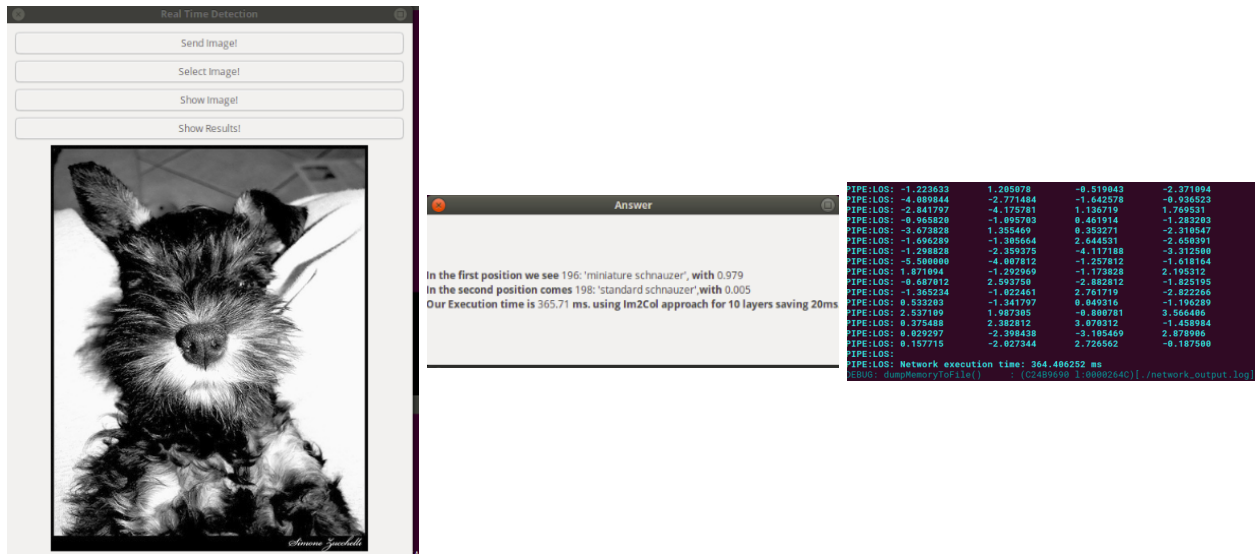 Real Time Detection
Send Image!
Select Image!
Show Image!
Show Results!
Simone Zucchelli
Answer
In the first position we see 196: 'miniature schnauzer', with 0.979
In the second position comes 198: 'standard schnauzer',with 0.005
Our Execution time is 365.71 ms. using Im2Col approach for 10 layers saving 20ms
PIPE:LOS: -1.223633 1.205078 -0.519043 -2.371094
PIPE:LOS: -4.089844 -2.771484 -1.642578 -0.936523
PIPE:LOS: -2.841797 -4.175781 1.136719 1.769531
PIPE:LOS: -0.965820 -1.095703 0.461914 -1.283203
PIPE:LOS: -3.673828 1.355469 0.353271 -2.310547
PIPE:LOS: -1.696289 -1.305664 2.644531 -2.650391
PIPE:LOS: -1.298828 -2.359375 -4.117188 -3.312500
PIPE:LOS: -5.500000 -4.007812 -1.257812 -1.618164
PIPE:LOS: 1.871094 -1.292969 -1.173828 2.195312
PIPE:LOS: -0.687012 2.593750 -2.882812 -1.825195
PIPE:LOS: -1.365234 -1.022461 2.761719 -2.822266
PIPE:LOS: 0.533203 -1.341797 0.049316 -1.196289
PIPE:LOS: 2.537109 1.987305 -0.800781 3.566406
PIPE:LOS: 0.375488 2.382812 3.070312 -1.458984
PIPE:LOS: 0.029297 -2.398438 -3.105469 2.878906
PIPE:LOS: 0.157715 -2.027344 2.726562 -0.187500
PIPE:LOS:
PIPE:LOS: Network execution time: 364.406252 ms
DEBUG: dumpMemoryToFile() : (C24B9690 l:0000264C)[./network_output.log]